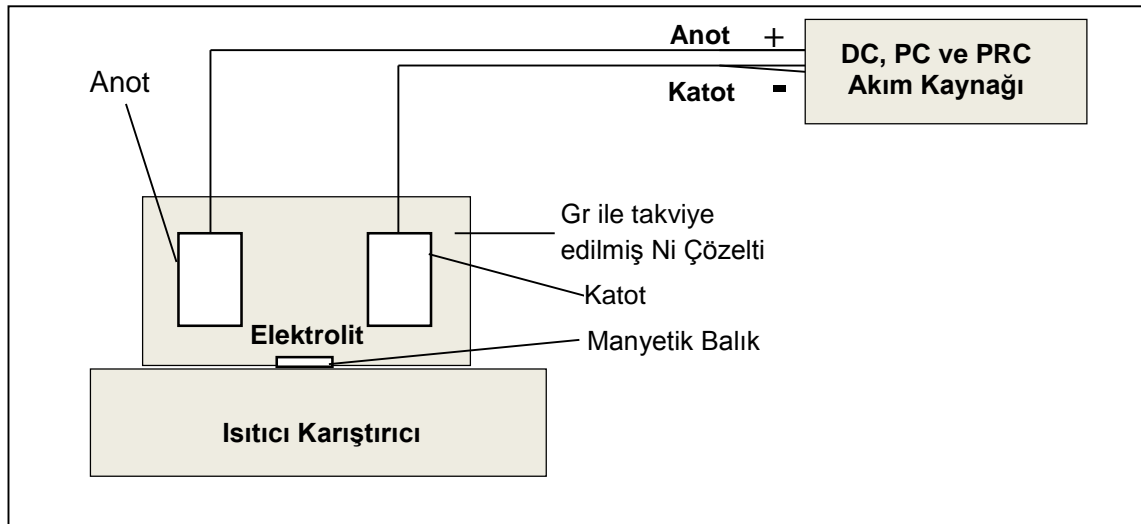 Anot +
DC, PC ve PRC
Akım Kaynağı
Katot -
Anot
Gr ile takviye
edilmiş Ni Çözelti
Katot
Elektrolit
Manyetik Balık
Isıtıcı Karıştırıcı